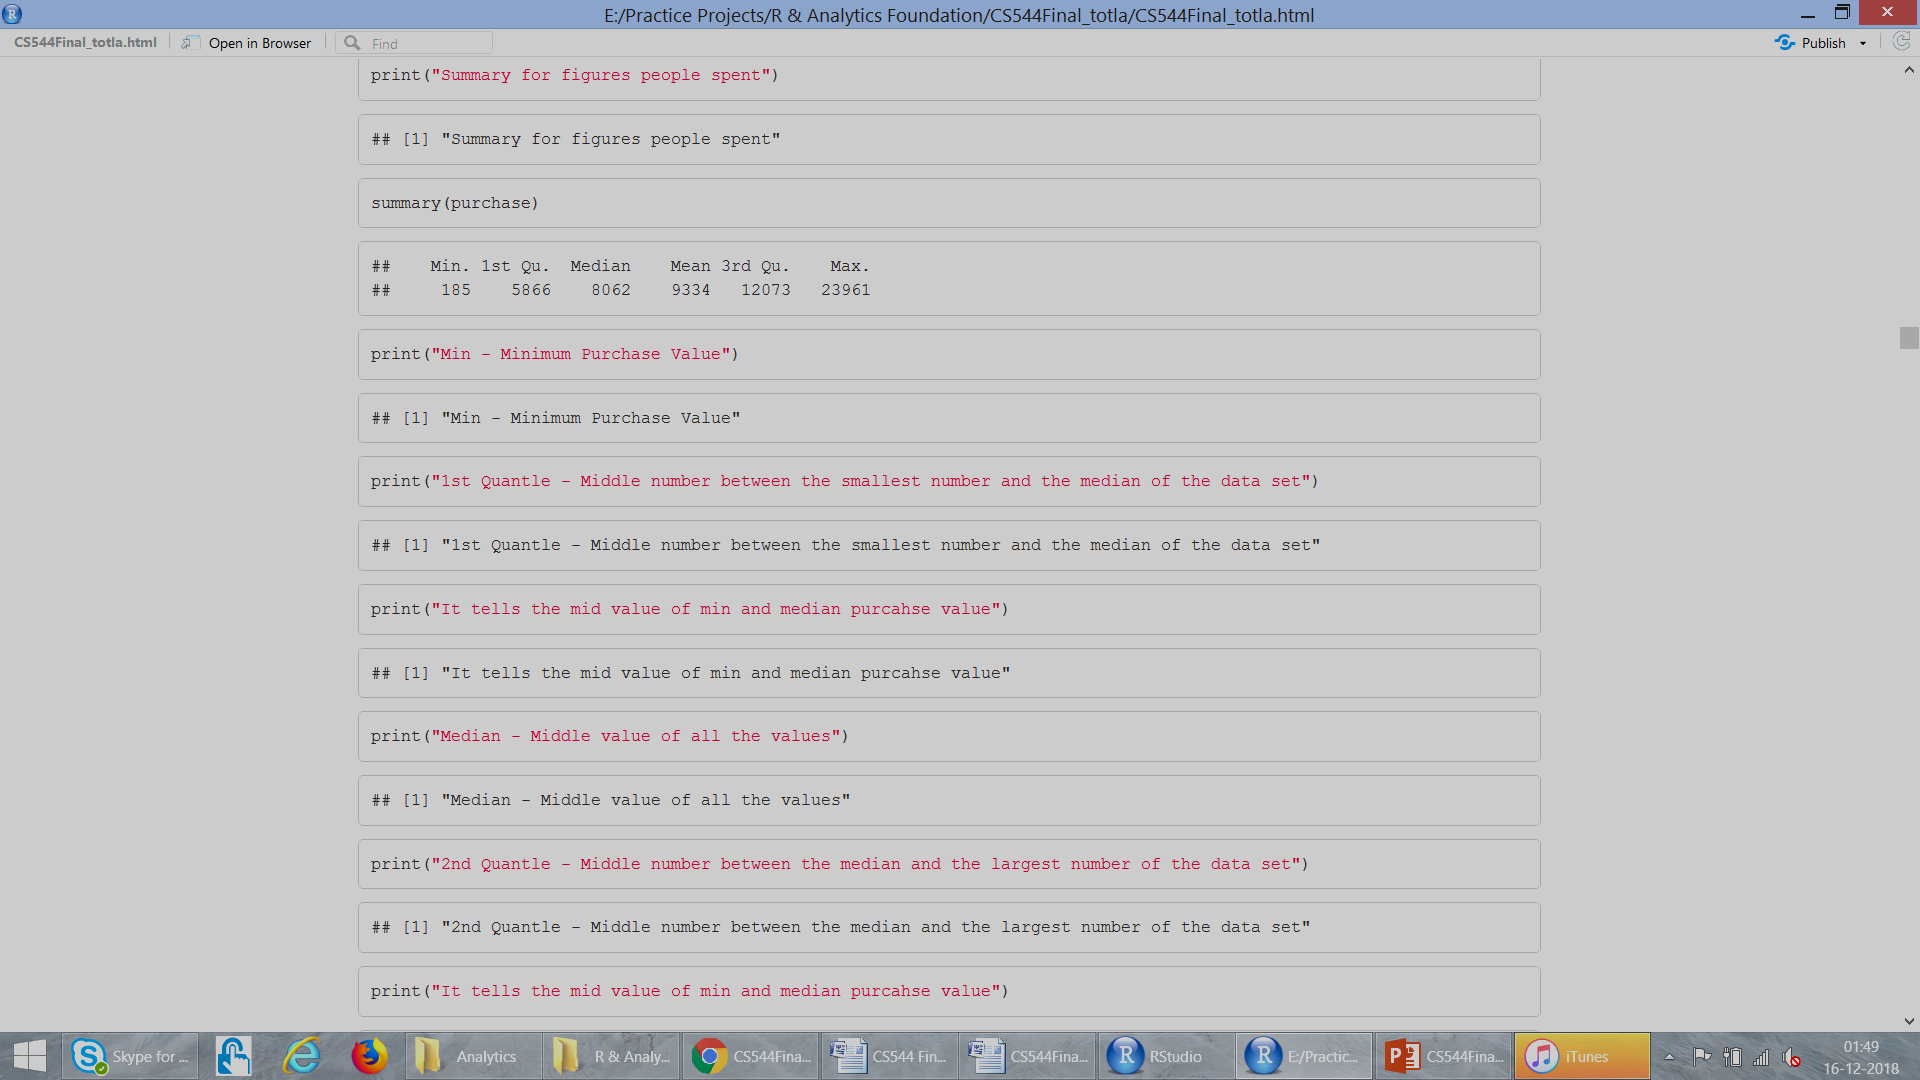 E:/Practice Projects/R & Analytics Foundation/CS544Final_totla/CS544Final_totla.html
CS544Final_totla.html Open in Browser Find Publish
print("Summary for figures people spent")
## [1] "Summary for figures people spent"
summary(purchase)
## Min. 1st Qu. Median Mean 3rd Qu. Max.
## 185 5866 8062 9334 12073 23961
print("Min - Minimum Purchase Value")
## [1] "Min - Minimum Purchase Value"
print("1st Quantle - Middle number between the smallest number and the median of the data set")
## [1] "1st Quantle - Middle number between the smallest number and the median of the data set"
print("It tells the mid value of min and median purcahse value")
## [1] "It tells the mid value of min and median purcahse value"
print("Median - Middle value of all the values")
## [1] "Median - Middle value of all the values"
print("2nd Quantle - Middle number between the median and the largest number of the data set")
## [1] "2nd Quantle - Middle number between the median and the largest number of the data set"
print("It tells the mid value of min and median purcahse value")
Skype for ... Analytics R & Analy... CS544Fina... CS544 Fin... CS544Fina... RStudio E:/Practic... CS544Fina... iTunes 01:49
16-12-2018